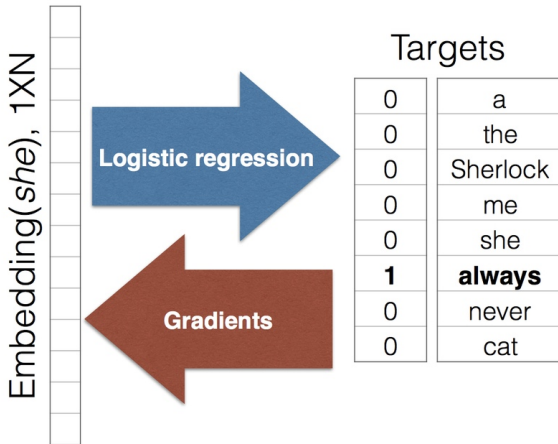 Embedding(she), 1XN
Logistic regression
Gradients
Targets
0 a
0 the
0 Sherlock
0 me
0 she
1 always
0 never
0 cat